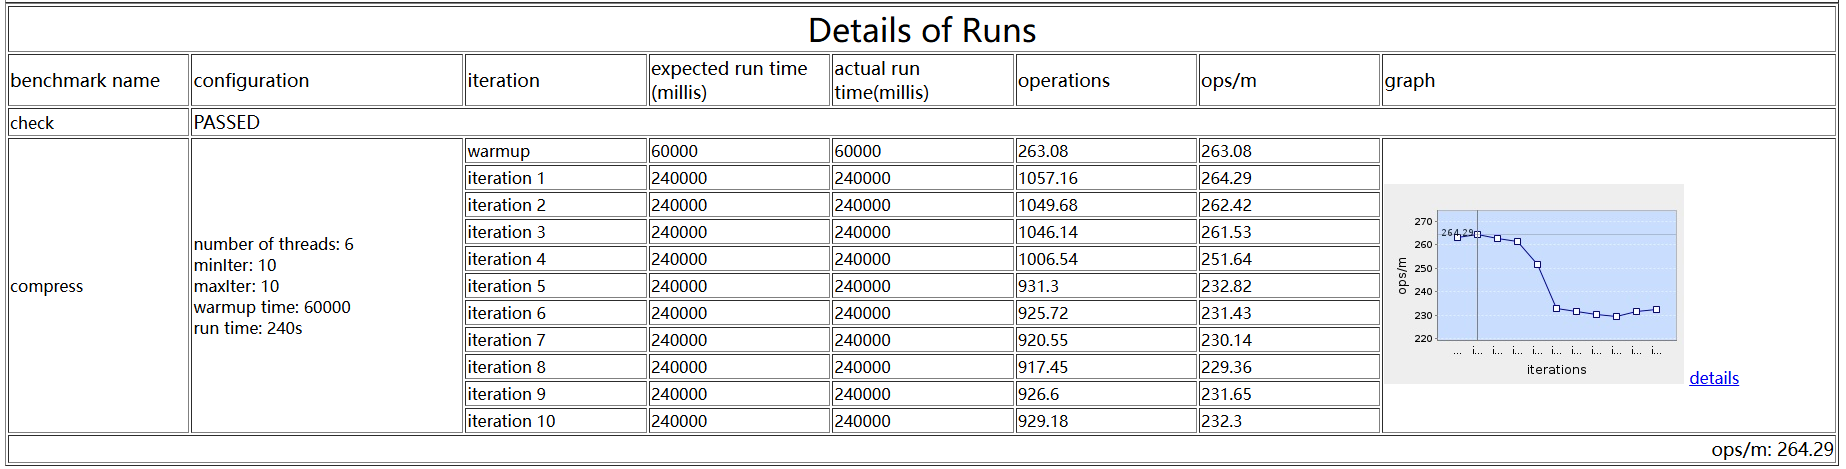 Details of Runs
benchmark name configuration iteration expected run time (millis) actual run time(millis) operations ops/m graph
check PASSED
compress
number of threads: 6
minIter: 10
maxIter: 10
warmup time: 60000
run time: 240s
warmup 60000 60000 263.08 263.08
iteration 1 240000 240000 1057.16 264.29
iteration 2 240000 240000 1049.68 262.42
iteration 3 240000 240000 1046.14 261.53
iteration 4 240000 240000 1006.54 251.64
iteration 5 240000 240000 931.3 232.82
iteration 6 240000 240000 925.72 231.43
iteration 7 240000 240000 920.55 230.14
iteration 8 240000 240000 917.45 229.36
iteration 9 240000 240000 926.6 231.65
iteration 10 240000 240000 929.18 232.3
270
264.29
260
250
240
230
220
ops/m
... i... i... i... i... i... i... i... i... i... i...
iterations
details
ops/m: 264.29